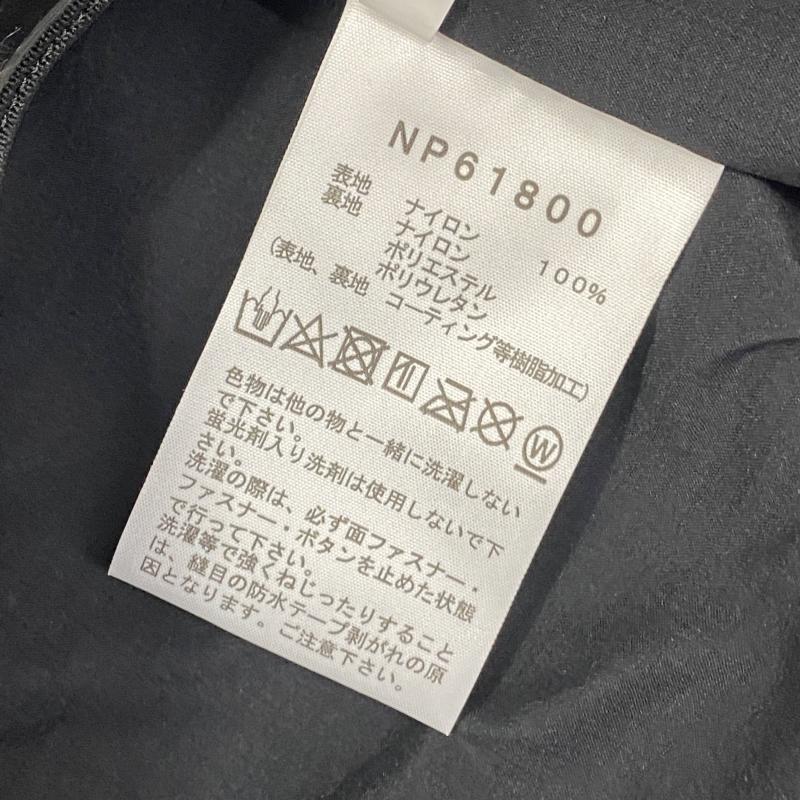 NP61800
表地 ナイロン 100%
裏地 ナイロン
ポリエステル
ポリウレタン
(表地、裏地 コーティング等樹脂加工)
W
色物は他の物と一緒に洗濯しない
で下さい。
蛍光剤入り洗剤は使用しないで下
さい。
洗濯の際は、必ず面ファスナー・
ファスナー・ボタンを止めた状態
で行って下さい。
洗濯等で強くねじったりすること
は、縫目の防水テープ剥がれの原
因となります。ご注意下さい。